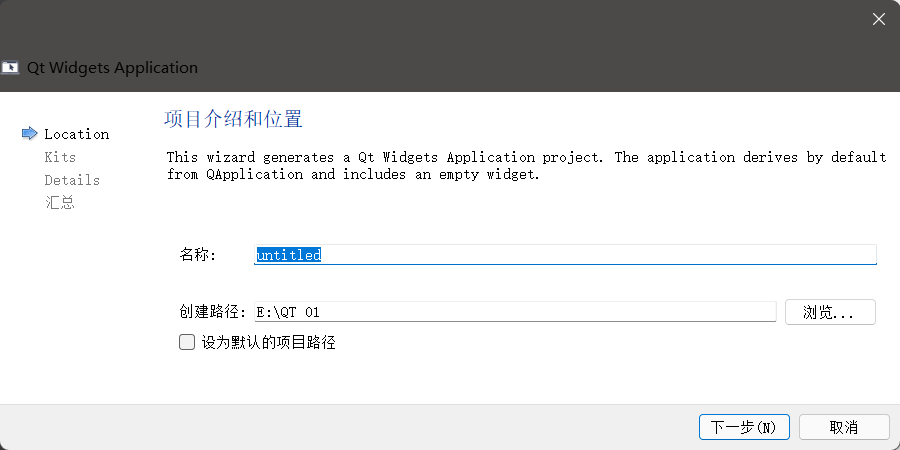 Qt Widgets Application
Location
Kits
Details
汇总
项目介绍和位置
This wizard generates a Qt Widgets Application project. The application derives by default
from QApplication and includes an empty widget.
名称:
untitled
创建路径:
E:\QT 01
浏览...
设为默认的项目路径
下一步(N)
取消